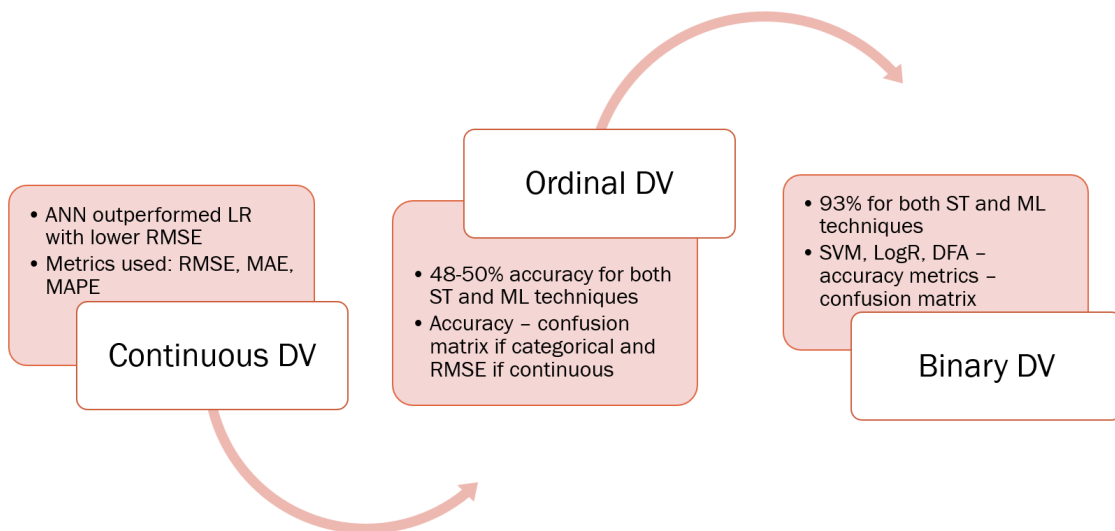 • ANN outperformed LR
with lower RMSE
• Metrics used: RMSE, MAE,
MAPE
Continuous DV
Ordinal DV
• 48-50% accuracy for both
ST and ML techniques
• Accuracy – confusion
matrix if categorical and
RMSE if continuous
• 93% for both ST and ML
techniques
• SVM, LogR, DFA –
accuracy metrics –
confusion matrix
Binary DV